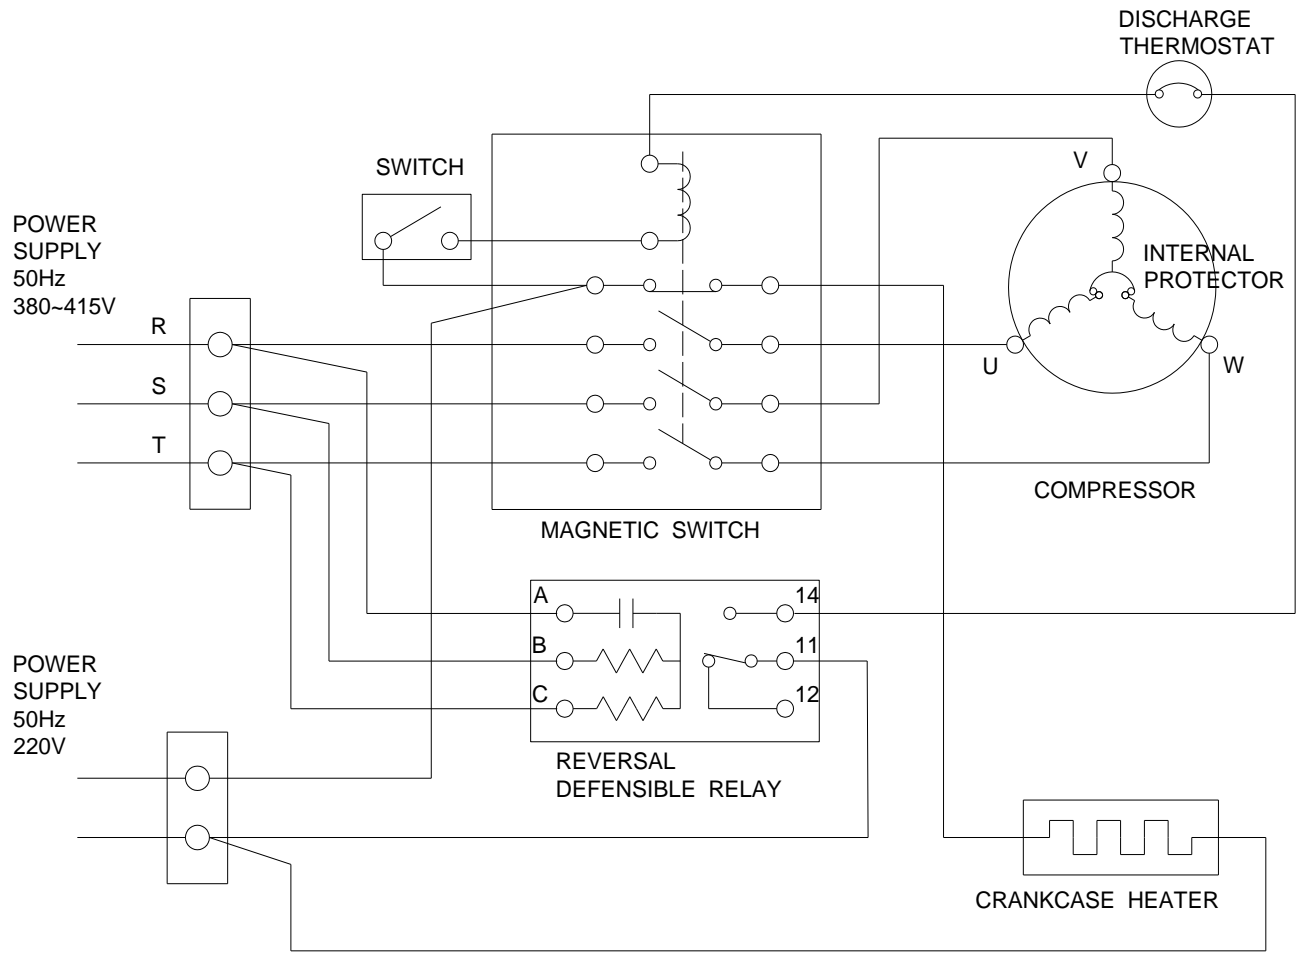 DISCHARGE
THERMOSTAT
SWITCH
V
POWER
SUPPLY
50Hz
380~415V
INTERNAL
PROTECTOR
R
S
T
U
W
COMPRESSOR
MAGNETIC SWITCH
A
14
B
11
C
12
POWER
SUPPLY
50Hz
220V
REVERSAL
DEFENSIBLE RELAY
CRANKCASE HEATER